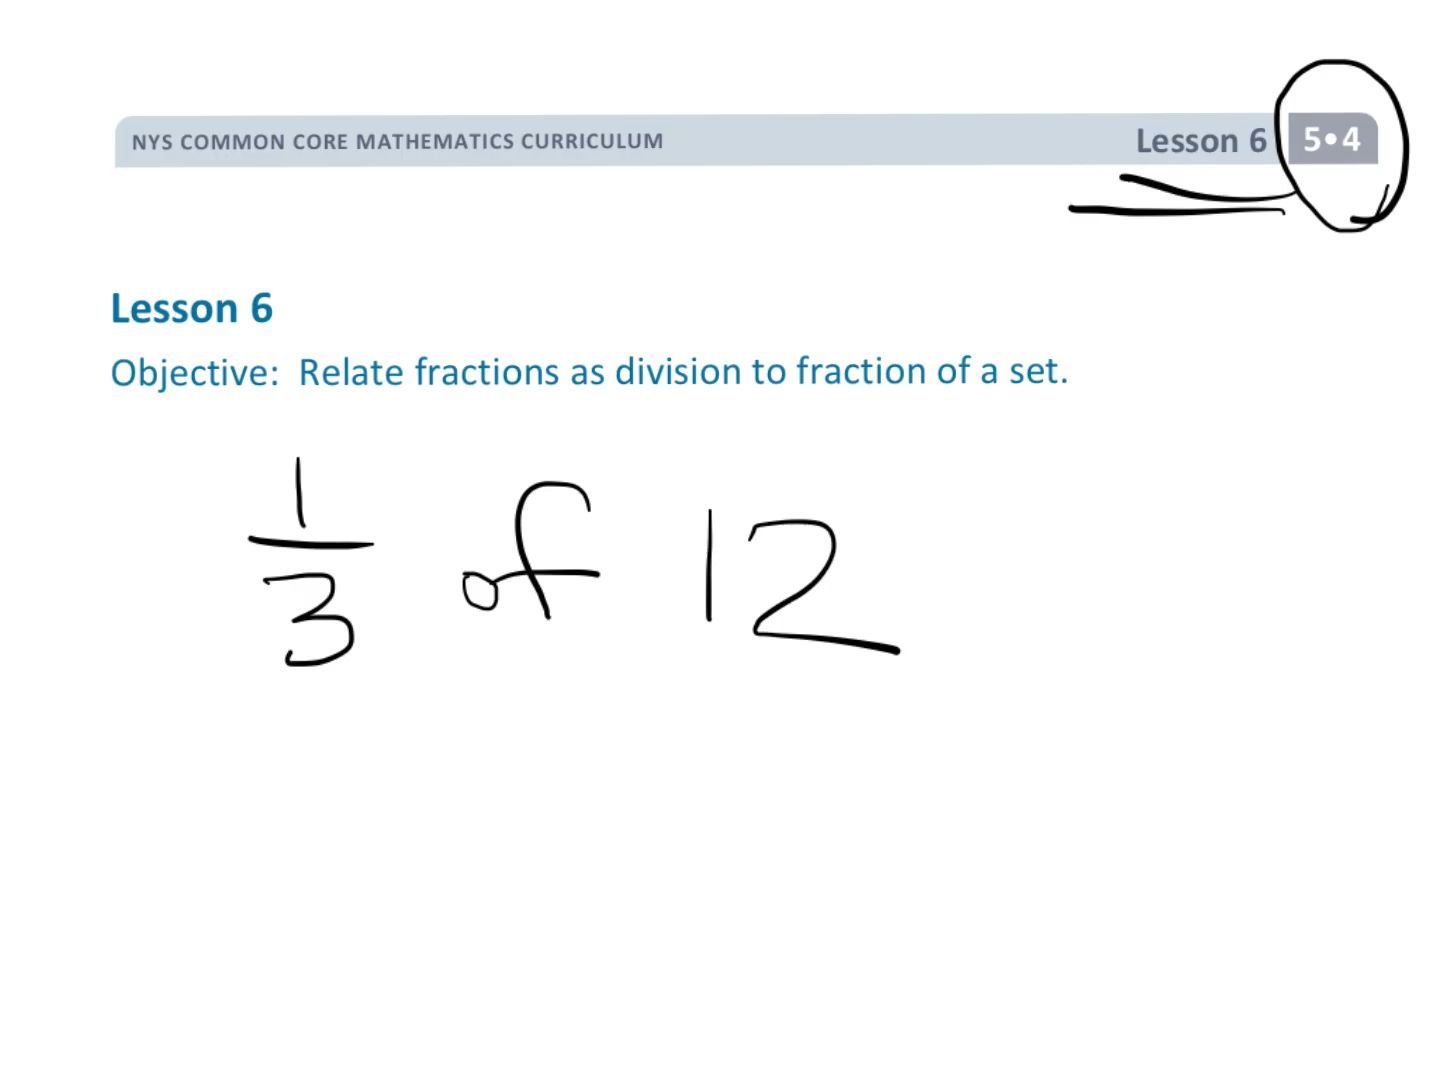 NYS COMMON CORE MATHEMATICS CURRICULUM Lesson 6 5•4
Lesson 6
Objective: Relate fractions as division to fraction of a set.
1/3 of 12